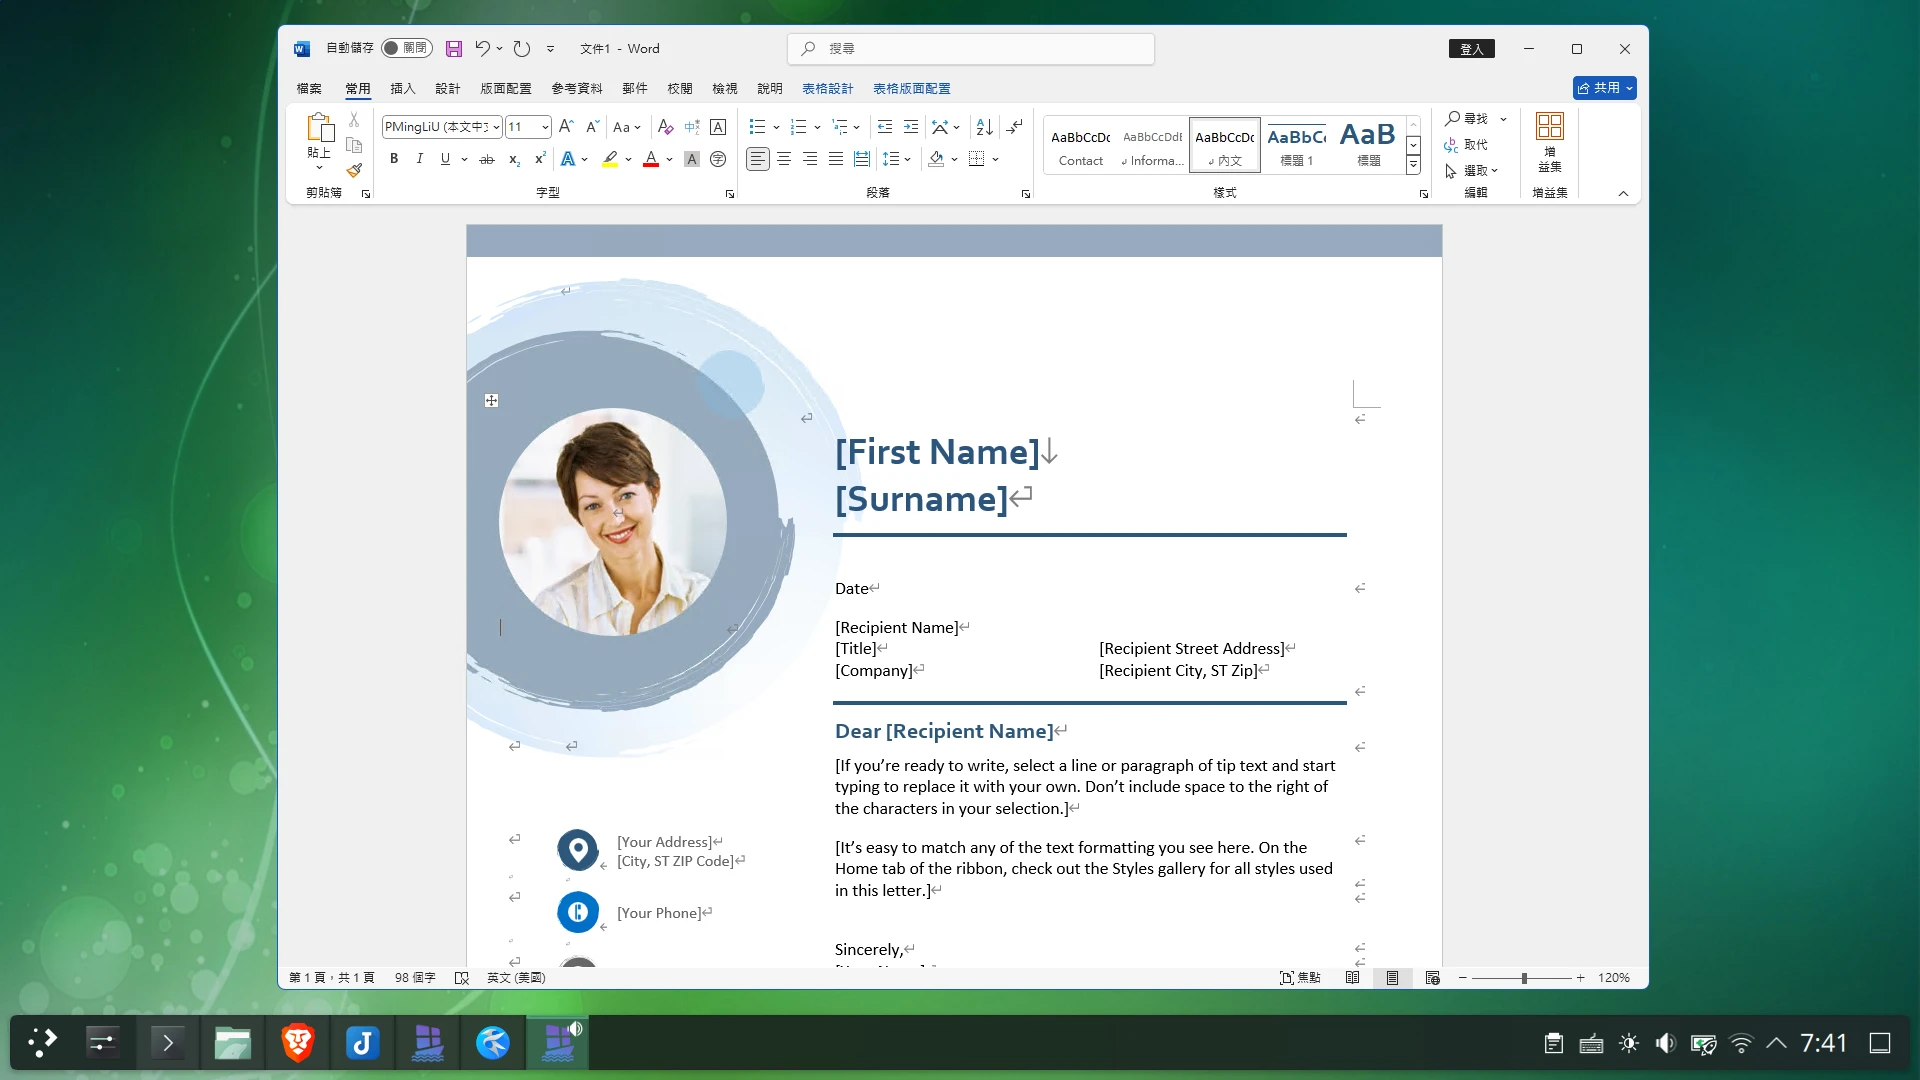 自動儲存
關閉
文件1 - Word
搜尋
登入
檔案 常用 插入 設計 版面配置 參考資料 郵件 校閱 檢視 說明 表格設計 表格版面配置
共用
貼上
剪貼簿
PMingLiU (本文中文
11
Aa
A
B I U ab x₂ x² A A A 字
字型
段落
AaBbCcDc AaBbCcDdE AaBbCcDc AaBbCc AaB
Contact Informa... 內文 標題 1 標題
樣式
尋找
取代
選取
編輯
增
益集
增益集
[First Name]
[Surname]
Date
[Recipient Name]
[Title]
[Company]
[Recipient Street Address]
[Recipient City, ST Zip]
Dear [Recipient Name]
[If you’re ready to write, select a line or paragraph of tip text and start
typing to replace it with your own. Don’t include space to the right of
the characters in your selection.]
[It’s easy to match any of the text formatting you see here. On the
Home tab of the ribbon, check out the Styles gallery for all styles used
in this letter.]
Sincerely,
[Your Address]
[City, ST ZIP Code]
[Your Phone]
第 1 頁，共 1 頁 98 個字 英文 (美國)
焦點
120%
7:41